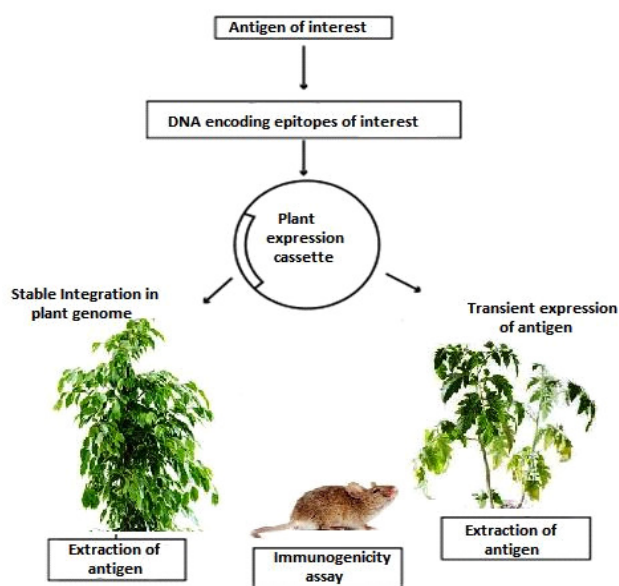 Antigen of interest
DNA encoding epitopes of interest
Plant
expression
cassette
Stable Integration in
plant genome
Transient expression
of antigen
Extraction of
antigen
Immunogenicity
assay
Extraction of
antigen